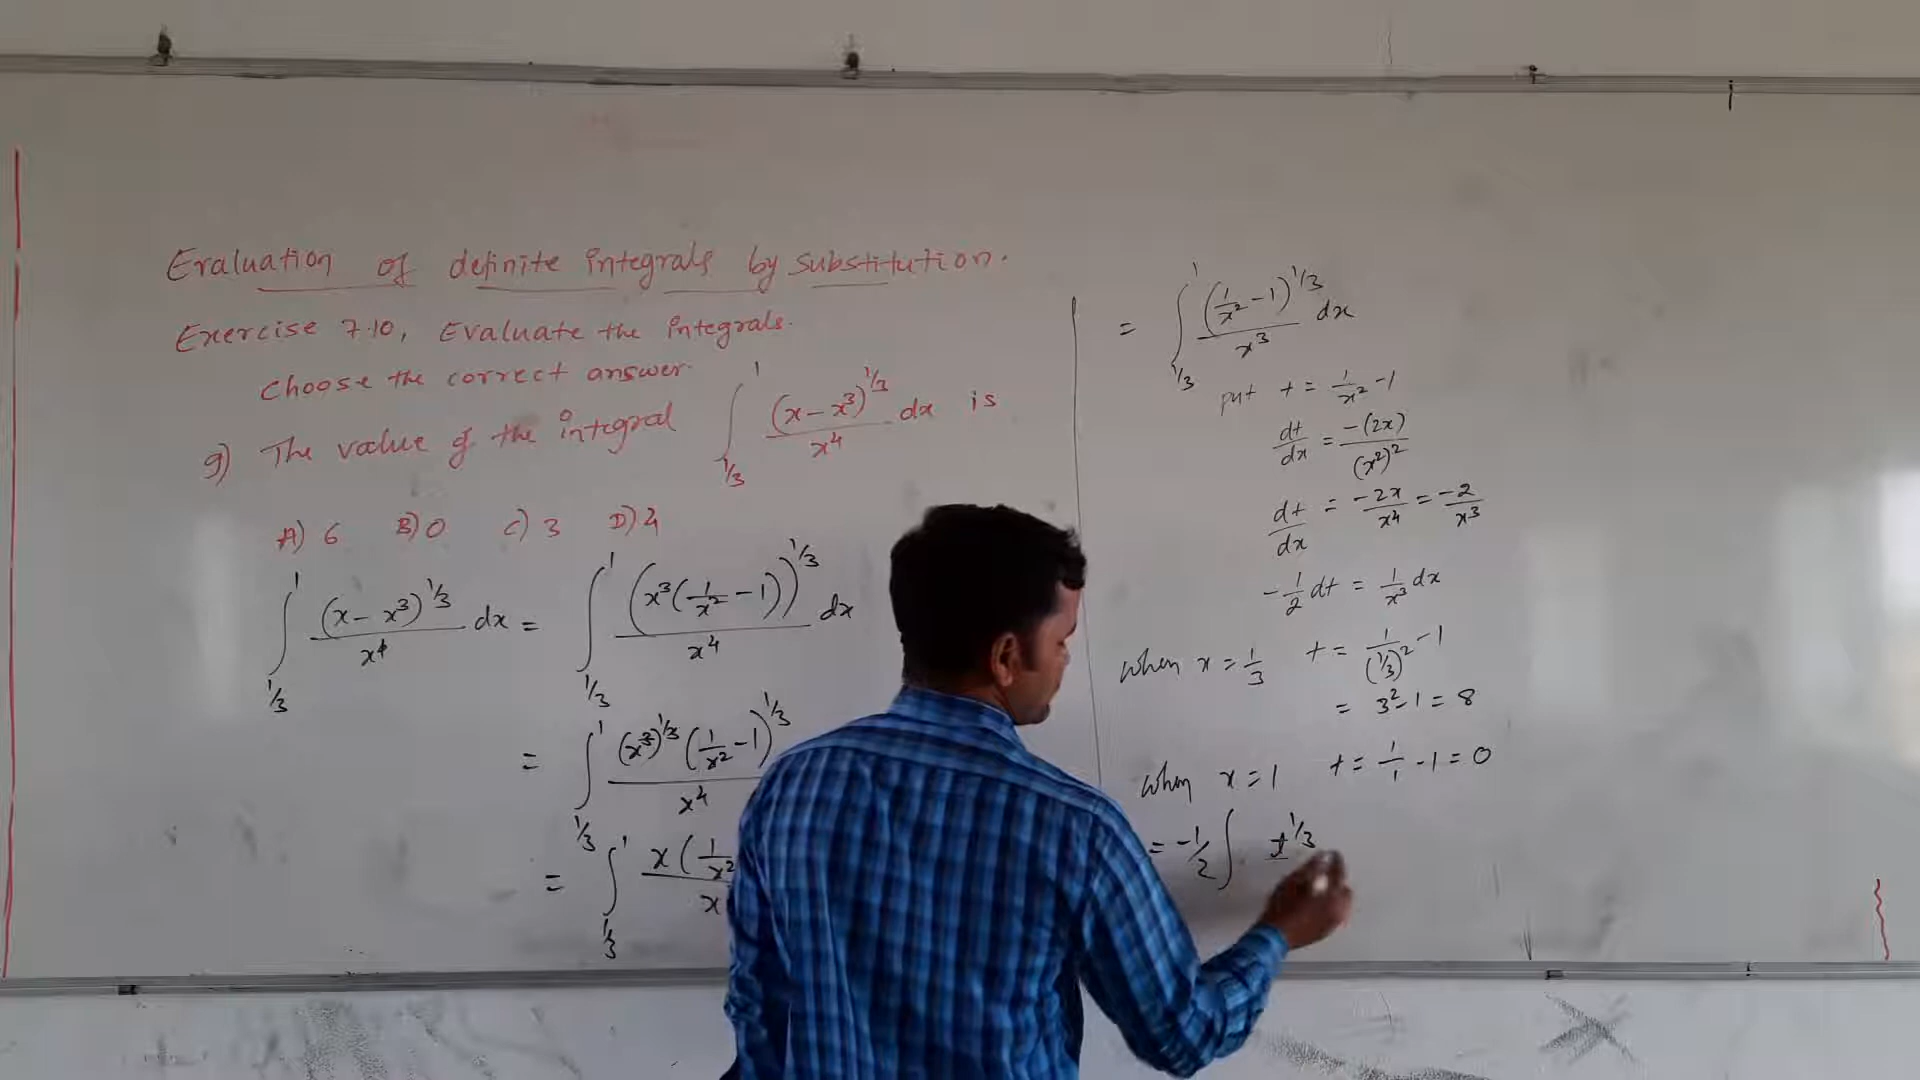 Evaluation of definite integrals by substitution.
Exercise 7.10, Evaluate the integrals.
choose the correct answer.
9) The value of the integral ∫_{1/3}^{1} (x-x³)^{1/3}/x⁴ dx is
A) 6 B) 0 C) 3 D) 4
∫_{1/3}^{1} (x-x³)^{1/3}/x⁴ dx = ∫_{1/3}^{1} (x³(1/x²-1))^{1/3}/x⁴ dx
= ∫_{1/3}^{1} (x³)^{1/3}(1/x²-1)^{1/3}/x⁴
= ∫_{1/3}^{1} x(1/x²/x
= ∫_{1/3}^{1} (1/x²-1)^{1/3}/x³ dx
put t = 1/x²-1
dt/dx = -(2x)/(x²)²
dt/dx = -2x/x⁴ = -2/x³
-1/2 dt = 1/x³ dx
when x = 1/3 t = 1/(1/3)² - 1
= 3²-1 = 8
when x = 1 t = 1/1 - 1 = 0
= -1/2 ∫ t^{1/3}